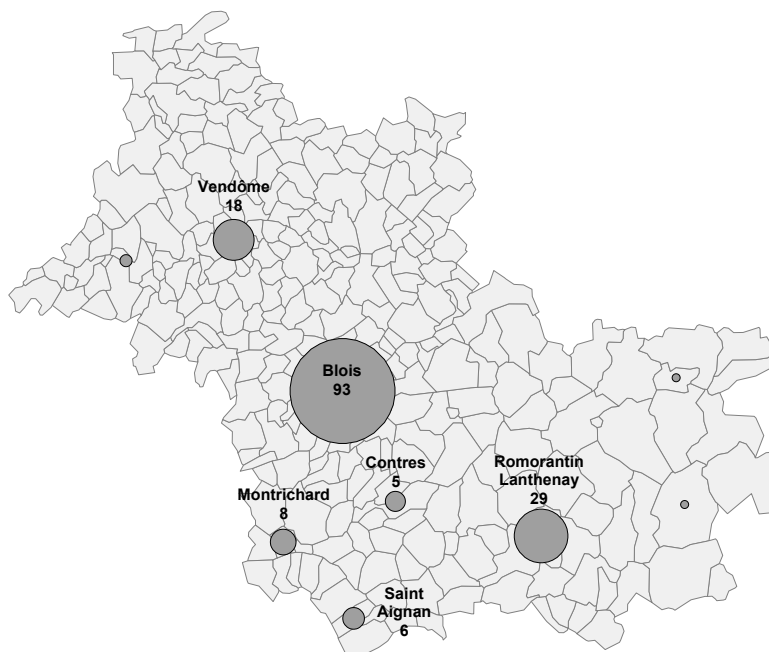 Vendôme
18
Blois
93
Contres
5
Romorantin
Lanthenay
29
Montrichard
8
Saint
Aignan
6